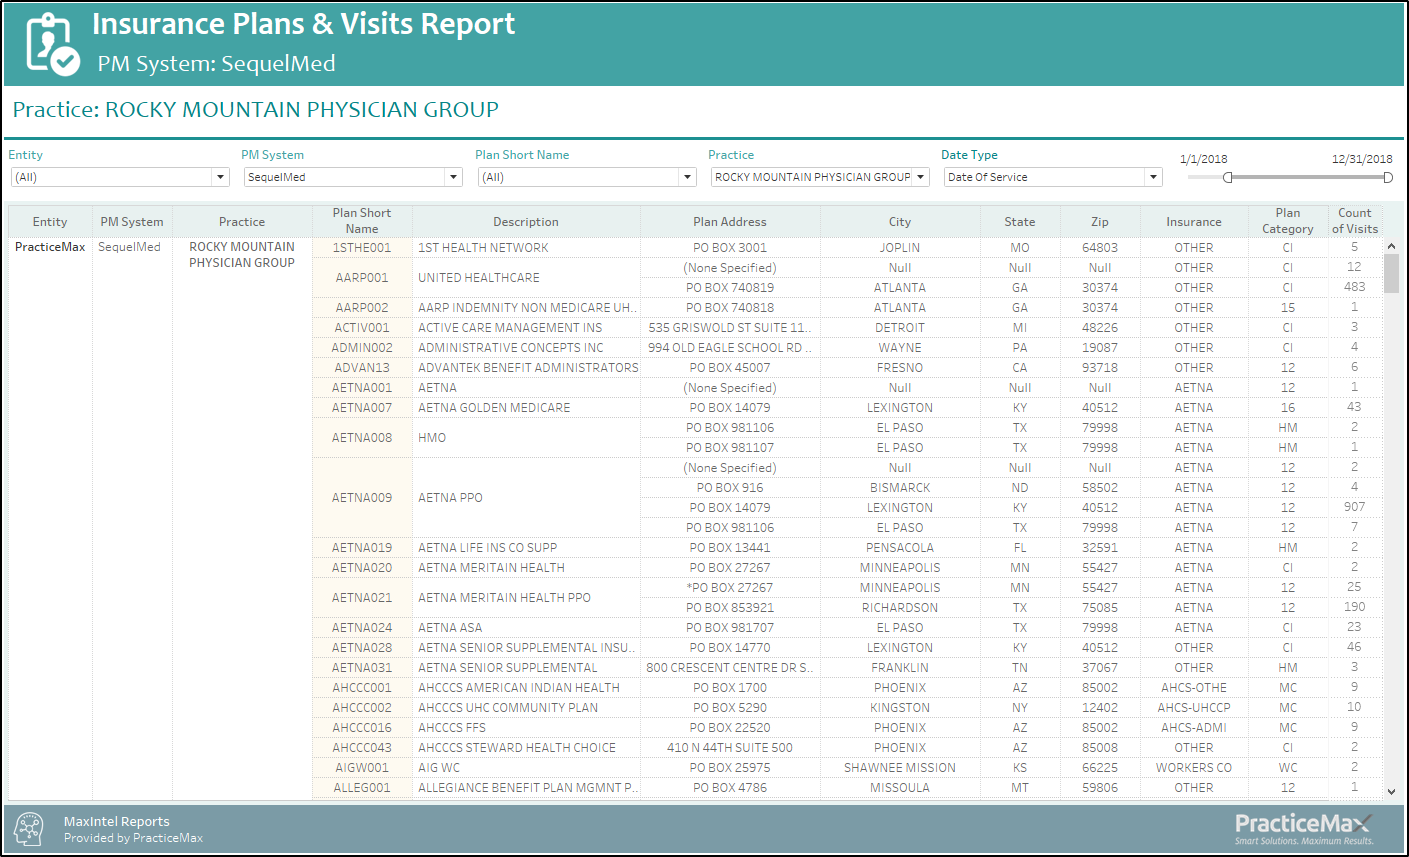 Insurance Plans & Visits Report
PM System: SequelMed
Practice: ROCKY MOUNTAIN PHYSICIAN GROUP
Entity PM System Plan Short Name Practice Date Type 1/1/2018 12/31/2018
(All) SequelMed (All) ROCKY MOUNTAIN PHYSICIAN GROUP Date Of Service
Entity PM System Practice Plan Short Name Description Plan Address City State Zip Insurance Plan Category Count of Visits
PracticeMax SequelMed ROCKY MOUNTAIN PHYSICIAN GROUP 1STHE001 1ST HEALTH NETWORK PO BOX 3001 JOPLIN MO 64803 OTHER CI 5
AARP001 UNITED HEALTHCARE (None Specified) Null Null Null OTHER CI 12
PO BOX 740819 ATLANTA GA 30374 OTHER CI 483
AARP002 AARP INDEMNITY NON MEDICARE UH.. PO BOX 740818 ATLANTA GA 30374 OTHER 15 1
ACTIV001 ACTIVE CARE MANAGEMENT INS 535 GRISWOLD ST SUITE 11.. DETROIT MI 48226 OTHER CI 3
ADMIN002 ADMINISTRATIVE CONCEPTS INC 994 OLD EAGLE SCHOOL RD .. WAYNE PA 19087 OTHER CI 4
ADVAN13 ADVANTEK BENEFIT ADMINISTRATORS PO BOX 45007 FRESNO CA 93718 OTHER 12 6
AETNA001 AETNA (None Specified) Null Null Null AETNA 12 1
AETNA007 AETNA GOLDEN MEDICARE PO BOX 14079 LEXINGTON KY 40512 AETNA 16 43
AETNA008 HMO PO BOX 981106 EL PASO TX 79998 AETNA HM 2
PO BOX 981107 EL PASO TX 79998 AETNA HM 1
AETNA009 AETNA PPO (None Specified) Null Null Null AETNA 12 2
PO BOX 916 BISMARCK ND 58502 AETNA 12 4
PO BOX 14079 LEXINGTON KY 40512 AETNA 12 907
PO BOX 981106 EL PASO TX 79998 AETNA 12 7
AETNA019 AETNA LIFE INS CO SUPP PO BOX 13441 PENSACOLA FL 32591 AETNA HM 2
AETNA020 AETNA MERITAIN HEALTH PO BOX 27267 MINNEAPOLIS MN 55427 AETNA CI 2
AETNA021 AETNA MERITAIN HEALTH PPO *PO BOX 27267 MINNEAPOLIS MN 55427 AETNA 12 25
PO BOX 853921 RICHARDSON TX 75085 AETNA 12 190
AETNA024 AETNA ASA PO BOX 981707 EL PASO TX 79998 AETNA CI 23
AETNA028 AETNA SENIOR SUPPLEMENTAL INSU.. PO BOX 14770 LEXINGTON KY 40512 OTHER CI 46
AETNA031 AETNA SENIOR SUPPLEMENTAL 800 CRESCENT CENTRE DR S.. FRANKLIN TN 37067 OTHER HM 3
AHCCC001 AHCCCS AMERICAN INDIAN HEALTH PO BOX 1700 PHOENIX AZ 85002 AHCS-OTHE MC 9
AHCCC002 AHCCCS UHC COMMUNITY PLAN PO BOX 5290 KINGSTON NY 12402 AHCS-UHCCP MC 10
AHCCC016 AHCCCS FFS PO BOX 22520 PHOENIX AZ 85002 AHCS-ADMI MC 9
AHCCC043 AHCCCS STEWARD HEALTH CHOICE 410 N 44TH SUITE 500 PHOENIX AZ 85008 OTHER CI 2
AIGW001 AIG WC PO BOX 25975 SHAWNEE MISSION KS 66225 WORKERS CO WC 2
ALLEG001 ALLEGIANCE BENEFIT PLAN MGMNT P.. PO BOX 4786 MISSOULA MT 59806 OTHER 12 1
MaxIntel Reports
Provided by PracticeMax
PracticeMax
Smart Solutions. Maximum Results.